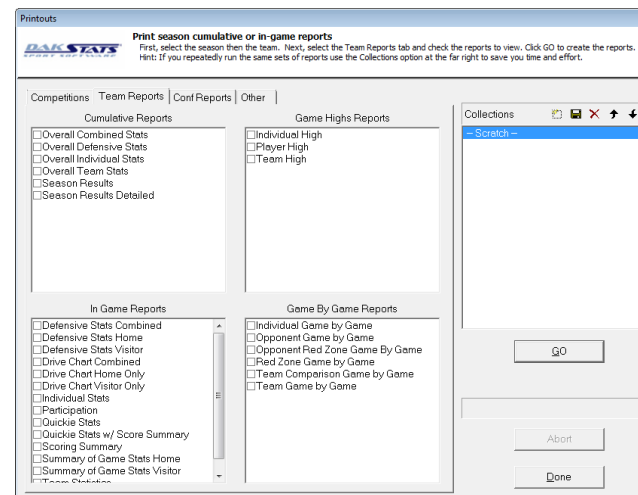 Printouts
DAKSTATS
SPORT SOFTWARE
Print season cumulative or in-game reports
First, select the season then the team. Next, select the Team Reports tab and check the reports to view. Click GO to create the reports.
Hint: If you repeatedly run the same sets of reports use the Collections option at the far right to save you time and effort.
Competitions Team Reports Conf Reports Other
Cumulative Reports
Overall Combined Stats
Overall Defensive Stats
Overall Individual Stats
Overall Team Stats
Season Results
Season Results Detailed
Game Highs Reports
Individual High
Player High
Team High
Collections
-- Scratch --
In Game Reports
Defensive Stats Combined
Defensive Stats Home
Defensive Stats Visitor
Drive Chart Combined
Drive Chart Home Only
Drive Chart Visitor Only
Individual Stats
Participation
Quickie Stats
Quickie Stats w/ Score Summary
Scoring Summary
Summary of Game Stats Home
Summary of Game Stats Visitor
Team Statistics
Game By Game Reports
Individual Game by Game
Opponent Game by Game
Opponent Red Zone Game By Game
Red Zone Game by Game
Team Comparison Game by Game
Team Game by Game
GO
Abort
Done